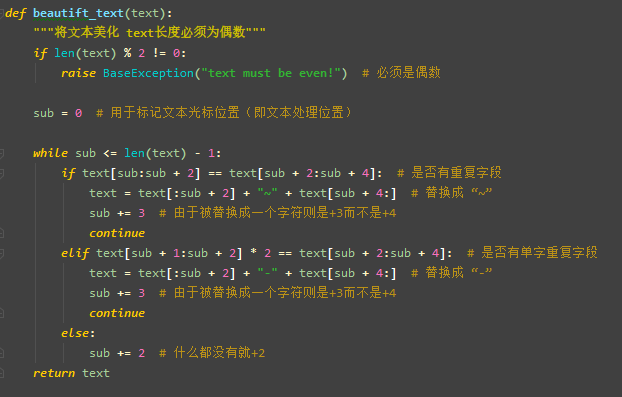 def beautift_text(text):
    """将文本美化 text长度必须为偶数"""
    if len(text) % 2 != 0:
        raise BaseException("text must be even!")  # 必须是偶数
    sub = 0  # 用于标记文本光标位置（即文本处理位置）
    while sub <= len(text) - 1:
        if text[sub:sub + 2] == text[sub + 2:sub + 4]:  # 是否有重复字段
            text = text[:sub + 2] + "~" + text[sub + 4:]  # 替换成 “~”
            sub += 3  # 由于被替换成一个字符则是+3而不是+4
            continue
        elif text[sub + 1:sub + 2] * 2 == text[sub + 2:sub + 4]:  # 是否有单字重复字段
            text = text[:sub + 2] + "-" + text[sub + 4:]  # 替换成 “-”
            sub += 3  # 由于被替换成一个字符则是+3而不是+4
            continue
        else:
            sub += 2  # 什么都没有就+2
    return text